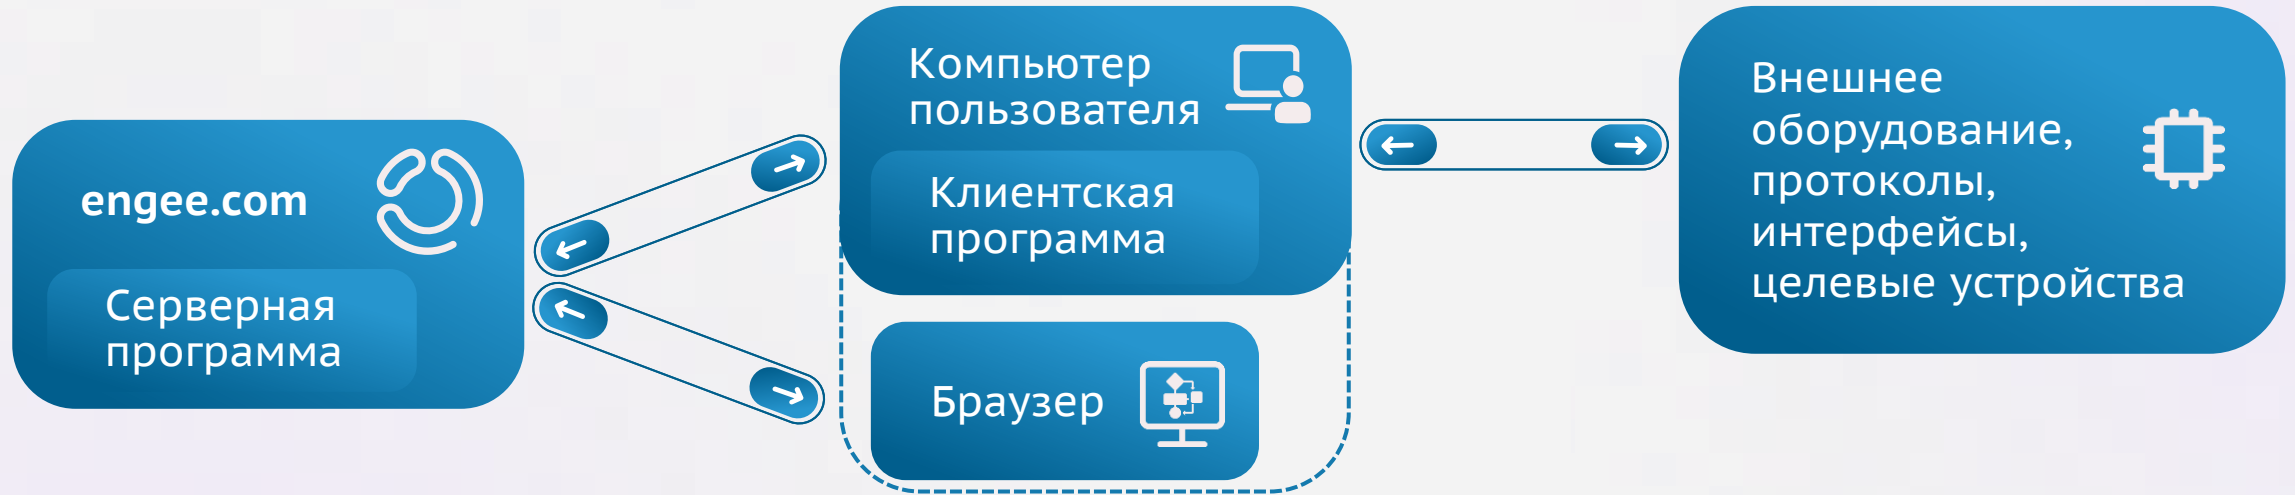 engee.com
Серверная
программа
Компьютер
пользователя
Клиентская
программа
Браузер
Внешнее
оборудование,
протоколы,
интерфейсы,
целевые устройства